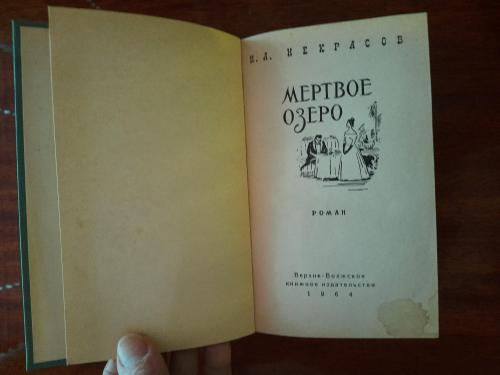 Н. А. НЕКРАСОВ
МЕРТВОЕ
ОЗЕРО
РОМАН
Верхне-Волжское
книжное издательство
1964